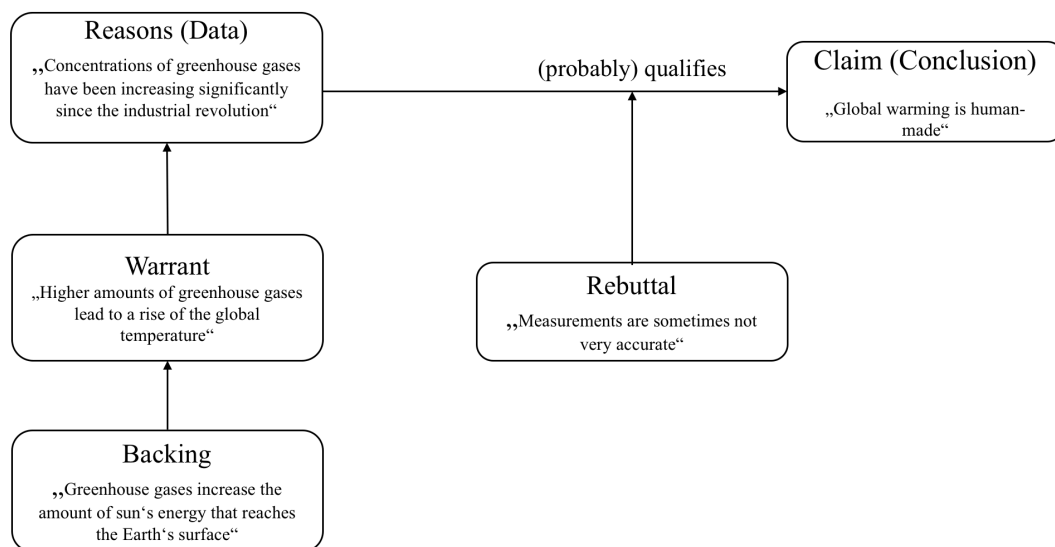 Reasons (Data)
„Concentrations of greenhouse gases
have been increasing significantly
since the industrial revolution“
(probably) qualifies
Claim (Conclusion)
„Global warming is human-
made“
Warrant
„Higher amounts of greenhouse gases
lead to a rise of the global
temperature“
Rebuttal
„Measurements are sometimes not
very accurate“
Backing
„Greenhouse gases increase the
amount of sun‘s energy that reaches
the Earth‘s surface“